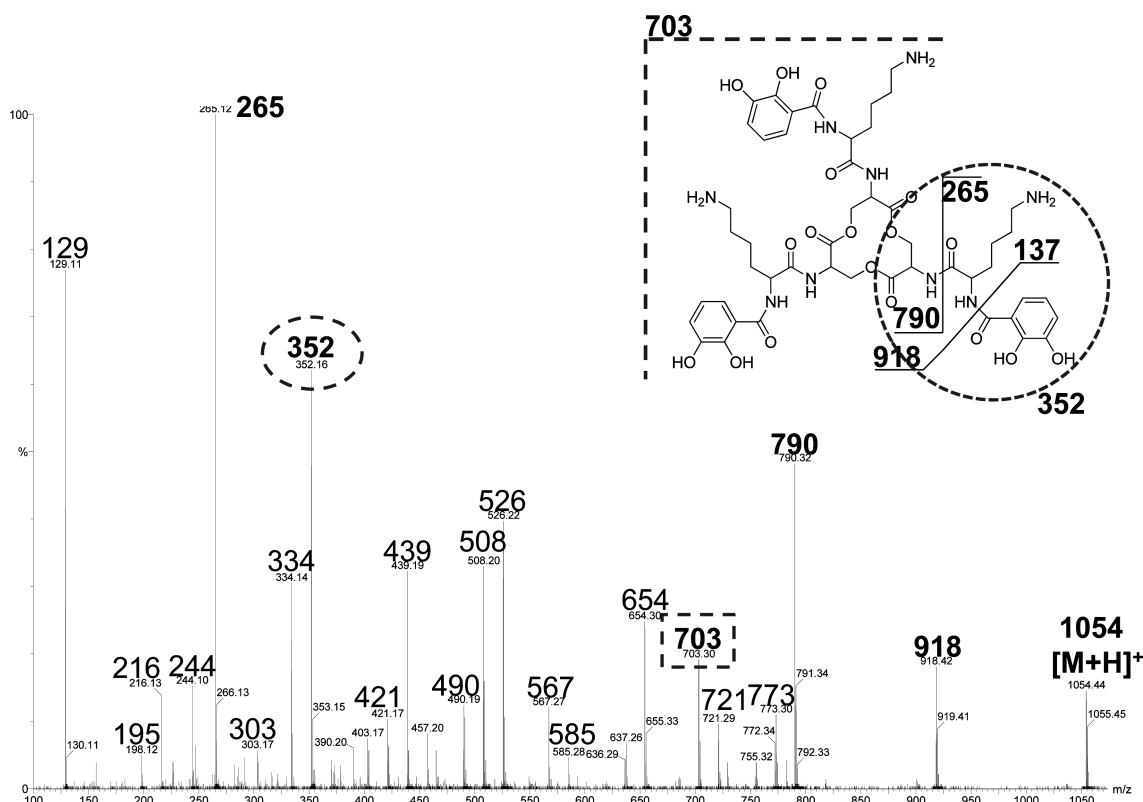 703
OH
HO
O
NH2
HN
O
NH
O
265
H2N
O
O
O
O
O
NH2
137
O
N
H
O
O
N
H
NH
790
HN
O
HO
OH
918
O
HO
OH
352
100
265.12 265
129
129.11
352
352.16
790
790.32
%
526
526.22
508
508.20
439
439.19
334
334.14
654
654.30
703
703.30
1054
[M+H]+
1054.44
918
918.42
216
216.13
244
244.10
266.13
791.34
490
490.19
567
567.27
721
721.29
773
773.30
353.15
421
421.17
195
198.12
303
303.17
390.20
403.17
457.20
585
585.28
637.26
636.29
655.33
772.34
755.32
792.33
919.41
1055.45
130.11
0
100 150 200 250 300 350 400 450 500 550 600 650 700 750 800 850 900 950 1000 1050 m/z